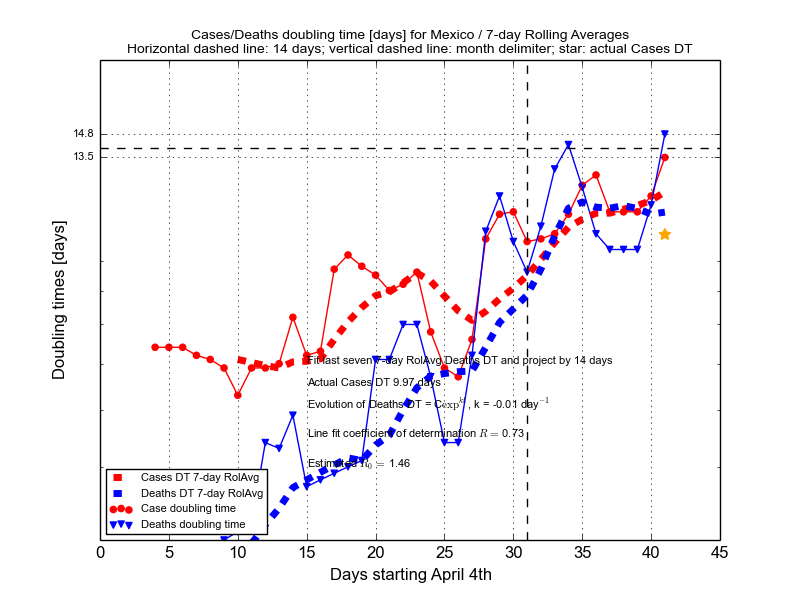 Cases/Deaths doubling time [days] for Mexico / 7-day Rolling Averages
Horizontal dashed line: 14 days; vertical dashed line: month delimiter; star: actual Cases DT
14.8
13.5
Doubling times [days]
Fit last seven 7-day RolAvg Deaths DT and project by 14 days
Actual Cases DT 9.97 days
Evolution of Deaths DT = C exp^{kt}, k = -0.01 day^{-1}
Line fit coefficient of determination R = 0.73
Estimated R_0 = 1.46
Cases DT 7-day RolAvg
Deaths DT 7-day RolAvg
Case doubling time
Deaths doubling time
0 5 10 15 20 25 30 35 40 45
Days starting April 4th